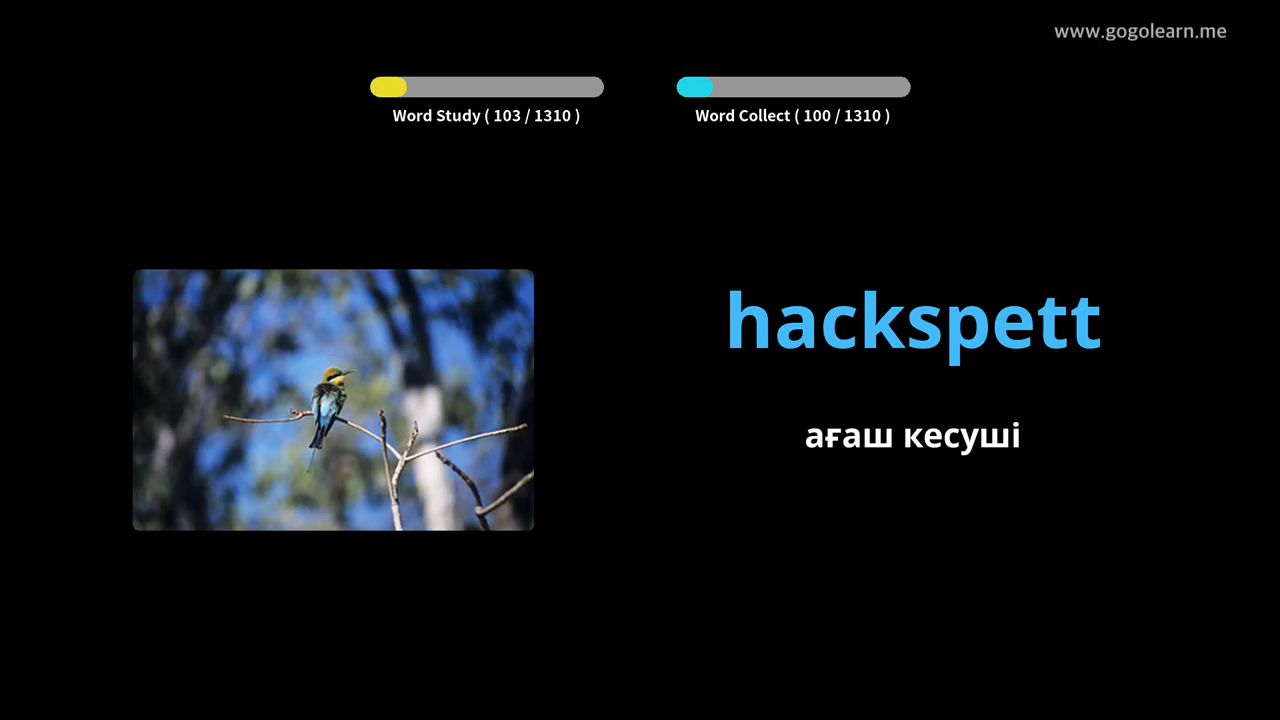 www.gogolearn.me
Word Study ( 103 / 1310 )
Word Collect ( 100 / 1310 )
hackspett
ағаш кесуші